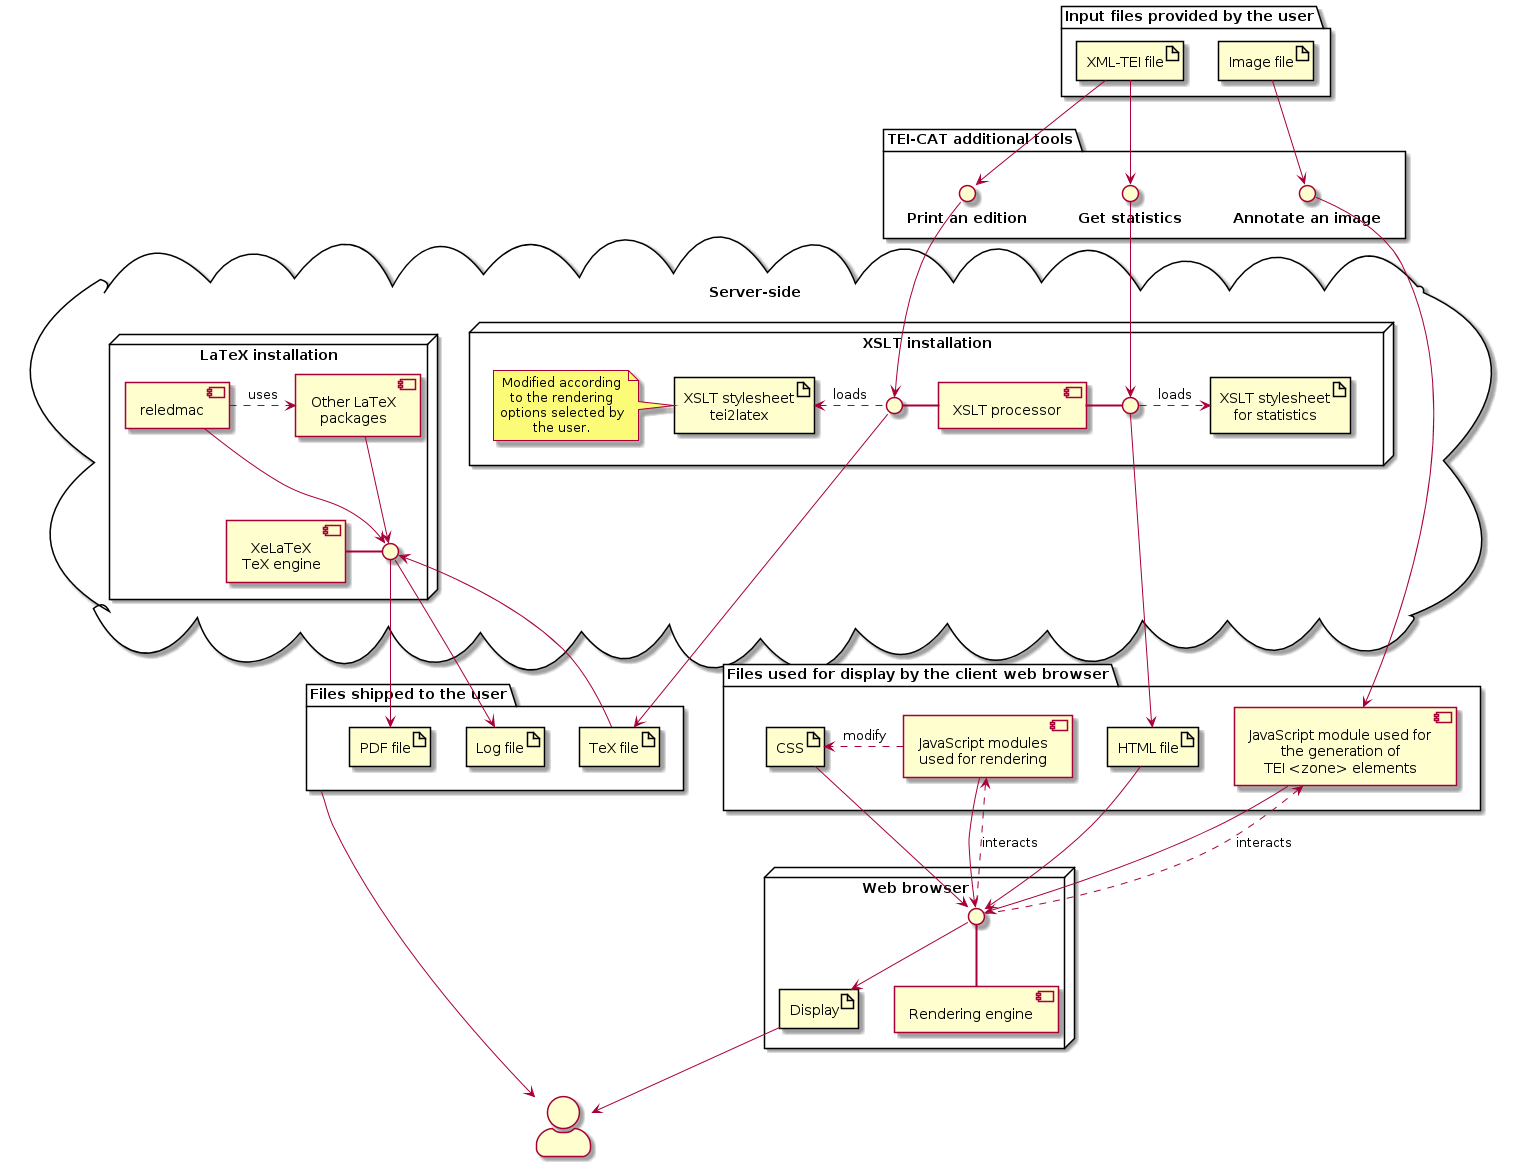 Input files provided by the user
XML-TEI file
Image file
TEI-CAT additional tools
Print an edition
Get statistics
Annotate an image
Server-side
LaTeX installation
reledmac
uses
Other LaTeX
packages
XeLaTeX
TeX engine
XSLT installation
Modified according
to the rendering
options selected by
the user.
XSLT stylesheet
tei2latex
loads
XSLT processor
loads
XSLT stylesheet
for statistics
Files shipped to the user
PDF file
Log file
TeX file
Files used for display by the client web browser
CSS
modify
JavaScript modules
used for rendering
HTML file
JavaScript module used for
the generation of
TEI <zone> elements
interacts
interacts
Web browser
Display
Rendering engine